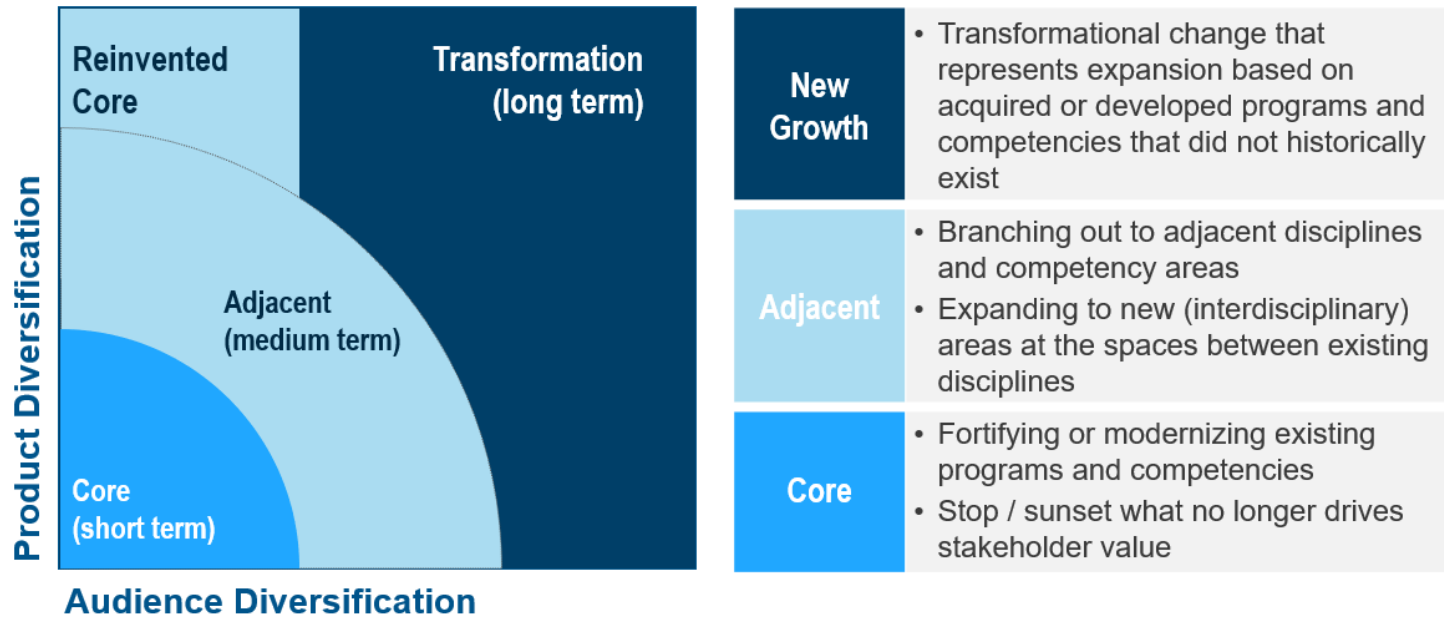 Product Diversification
Reinvented
Core
Transformation
(long term)
Adjacent
(medium term)
Core
(short term)
Audience Diversification
New
Growth
• Transformational change that
represents expansion based on
acquired or developed programs and
competencies that did not historically
exist
Adjacent
• Branching out to adjacent disciplines
and competency areas
• Expanding to new (interdisciplinary)
areas at the spaces between existing
disciplines
Core
• Fortifying or modernizing existing
programs and competencies
• Stop / sunset what no longer drives
stakeholder value